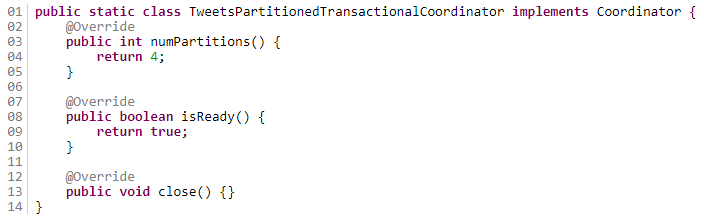 01 public static class TweetsPartitionedTransactionalCoordinator implements Coordinator {
02     @Override
03     public int numPartitions() {
04         return 4;
05     }
06
07     @Override
08     public boolean isReady() {
09         return true;
10     }
11
12     @Override
13     public void close() {}
14 }